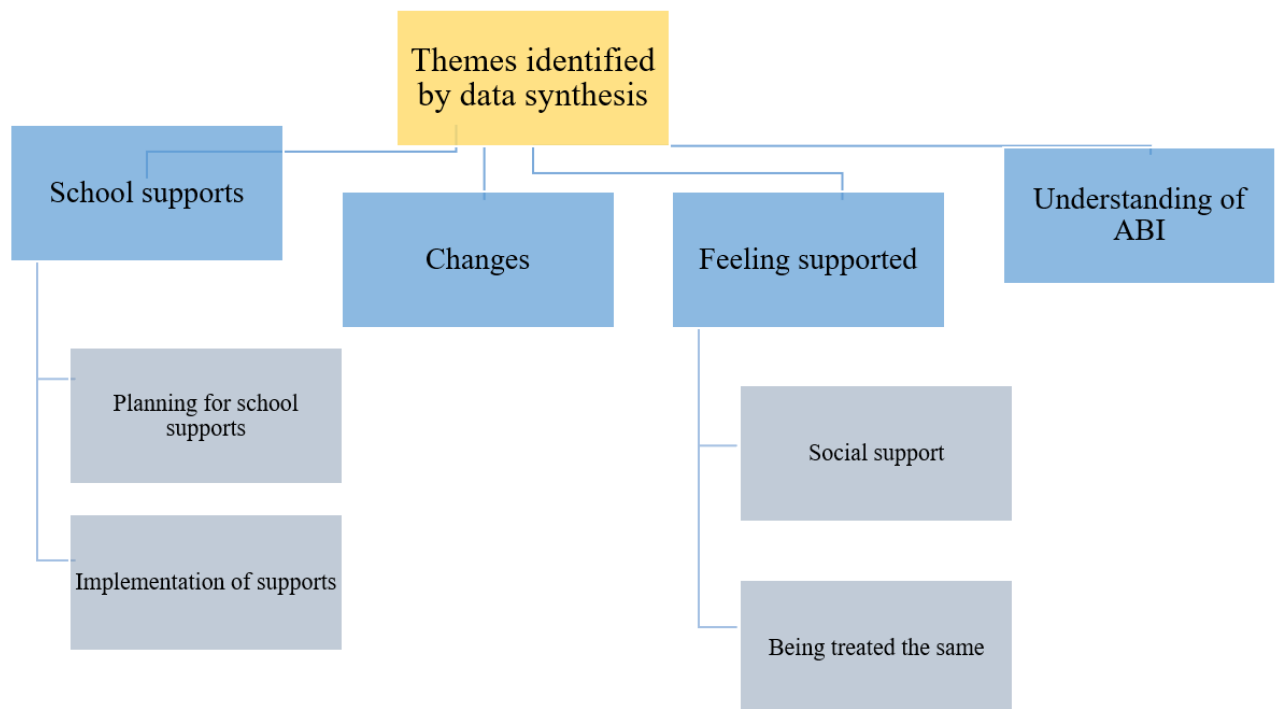 Themes identified
by data synthesis
School supports
Changes
Feeling supported
Understanding of
ABI
Planning for school
supports
Implementation of supports
Social support
Being treated the same